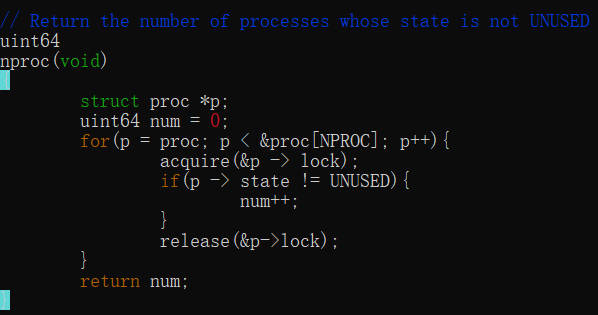 // Return the number of processes whose state is not UNUSED
uint64
nproc(void)
{
        struct proc *p;
        uint64 num = 0;
        for(p = proc; p < &proc[NPROC]; p++){
                acquire(&p -> lock);
                if(p -> state != UNUSED){
                        num++;
                }
                release(&p->lock);
        }
        return num;
}